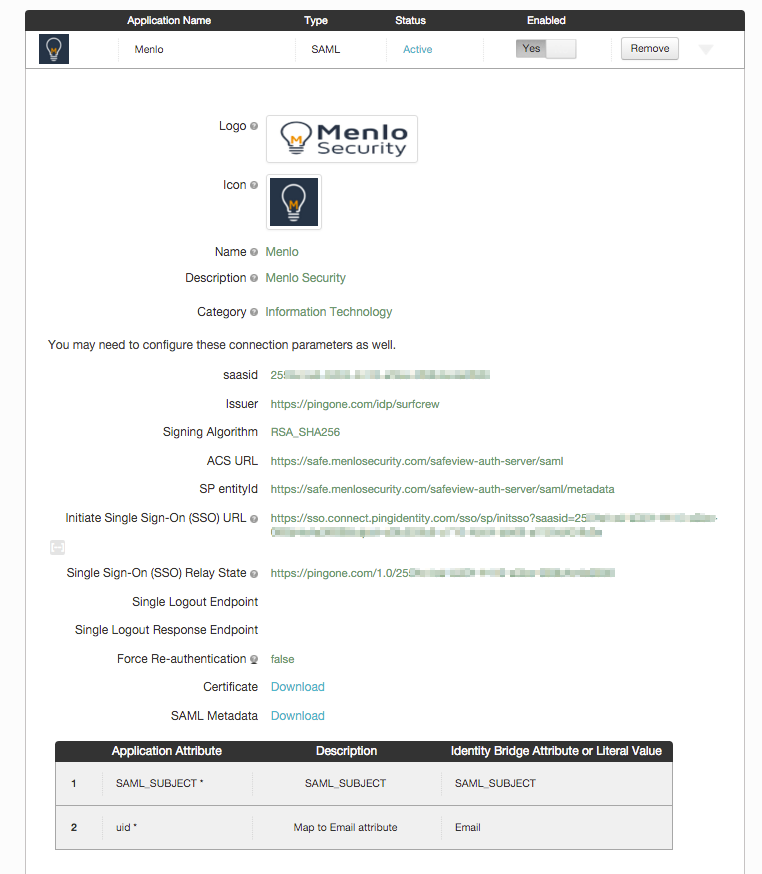 Application Name Type Status Enabled
Menlo SAML Active Yes Remove
Logo
M Menlo
Security
Icon
M
Name Menlo
Description Menlo Security
Category Information Technology
You may need to configure these connection parameters as well.
saasid 25
Issuer https://pingone.com/idp/surfcrew
Signing Algorithm RSA_SHA256
ACS URL https://safe.menlosecurity.com/safeview-auth-server/saml
SP entityId https://safe.menlosecurity.com/safeview-auth-server/saml/metadata
Initiate Single Sign-On (SSO) URL https://sso.connect.pingidentity.com/sso/sp/initsso?saasid=25
Single Sign-On (SSO) Relay State https://pingone.com/1.0/25
Single Logout Endpoint
Single Logout Response Endpoint
Force Re-authentication false
Certificate Download
SAML Metadata Download
Application Attribute Description Identity Bridge Attribute or Literal Value
1 SAML_SUBJECT * SAML_SUBJECT SAML_SUBJECT
2 uid * Map to Email attribute Email